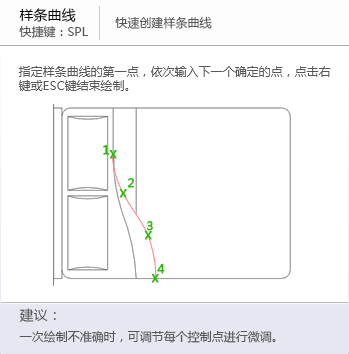 样条曲线
快捷键：SPL
快速创建样条曲线
指定样条曲线的第一点，依次输入下一个确定的点，点击右
键或ESC键结束绘制。
1
2
3
4
建议：
一次绘制不准确时，可调节每个控制点进行微调。